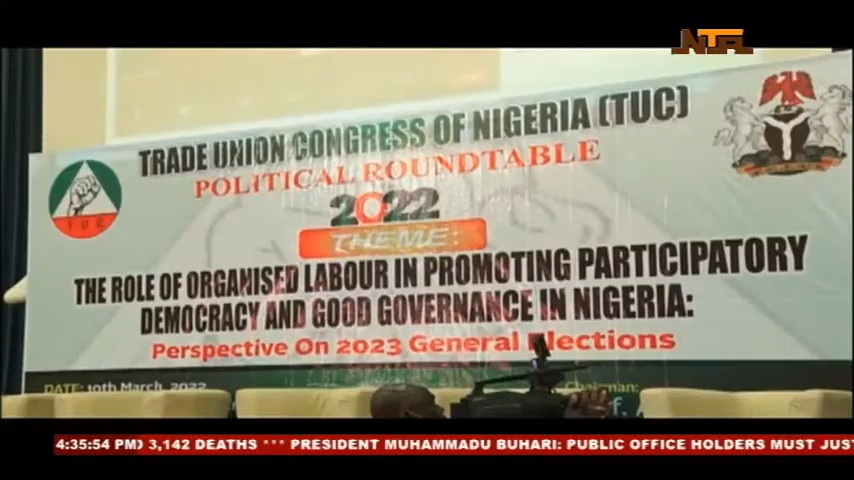 NTA
TRADE UNION CONGRESS OF NIGERIA (TUC)
POLITICAL ROUNDTABLE
2022
THEME:
TUC
THE ROLE OF ORGANISED LABOUR IN PROMOTING PARTICIPATORY
DEMOCRACY AND GOOD GOVERNANCE IN NIGERIA:
Perspective On 2023 General Elections
DATE: 10th March, 2022
Chairman:
4:35:54 PM) 3,142 DEATHS *** PRESIDENT MUHAMMADU BUHARI: PUBLIC OFFICE HOLDERS MUST JUS